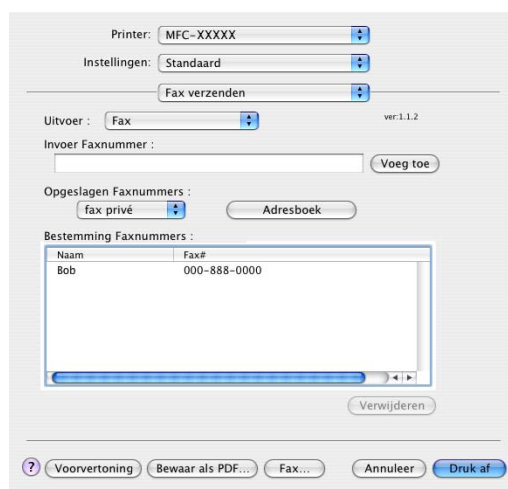 Printer: MFC-XXXXX
Instellingen: Standaard
Fax verzenden
Uitvoer : Fax
ver:1.1.2
Invoer Faxnummer :
Voeg toe
Opgeslagen Faxnummers :
fax privé Adresboek
Bestemming Faxnummers :
Naam Fax#
Bob 000-888-0000
Verwijderen
? Voorvertoning Bewaar als PDF... Fax... Annuleer Druk af